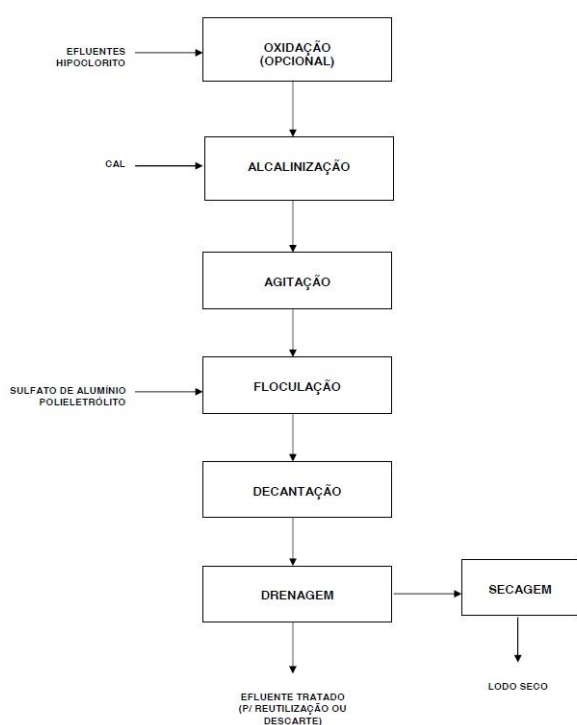 EFLUENTES
HIPOCLORITO
OXIDAÇÃO
(OPCIONAL)
CAL
ALCALINIZAÇÃO
AGITAÇÃO
SULFATO DE ALUMÍNIO
POLIELETRÓLITO
FLOCULAÇÃO
DECANTAÇÃO
DRENAGEM
SECAGEM
EFLUENTE TRATADO
(P/ REUTILIZAÇÃO OU
DESCARTE)
LODO SECO